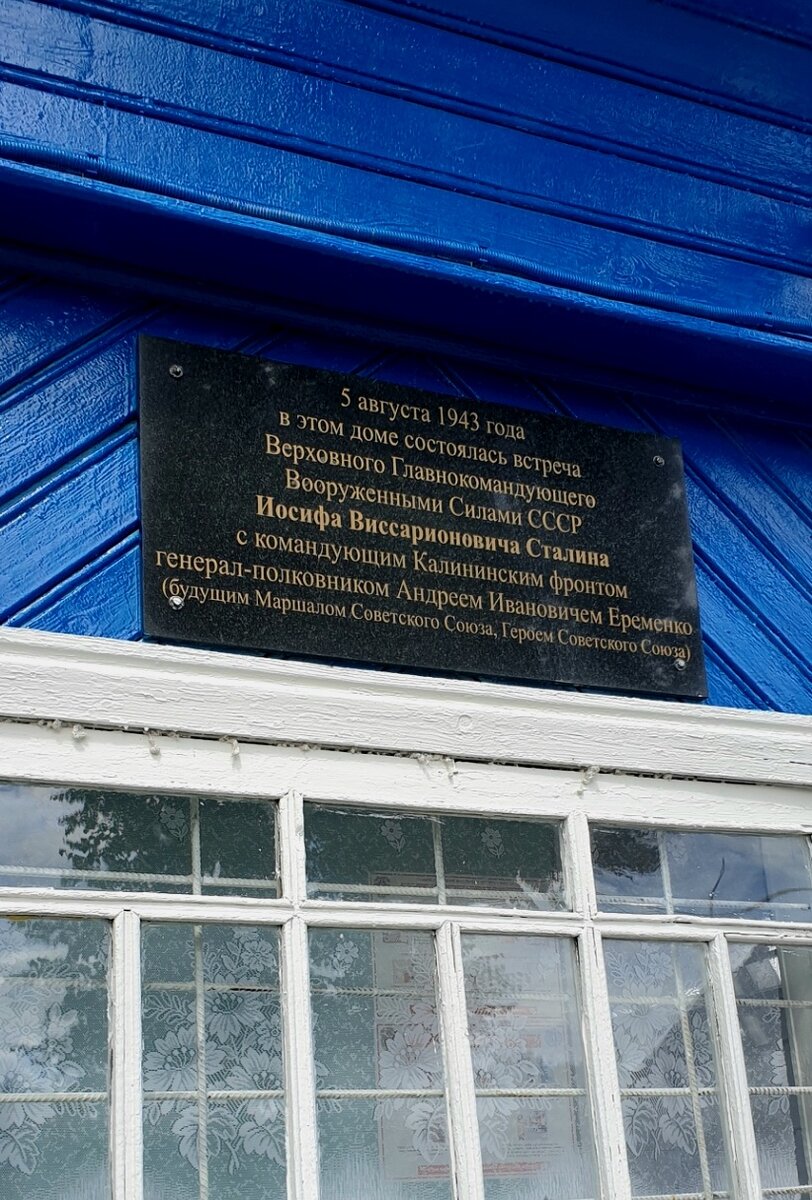 5 августа 1943 года
в этом доме состоялась встреча
Верховного Главнокомандующего
Вооруженными Силами СССР
Иосифа Виссарионовича Сталина
с командующим Калининским фронтом
генерал-полковником Андреем Ивановичем Еременко
(будущим Маршалом Советского Союза, Героем Советского Союза)